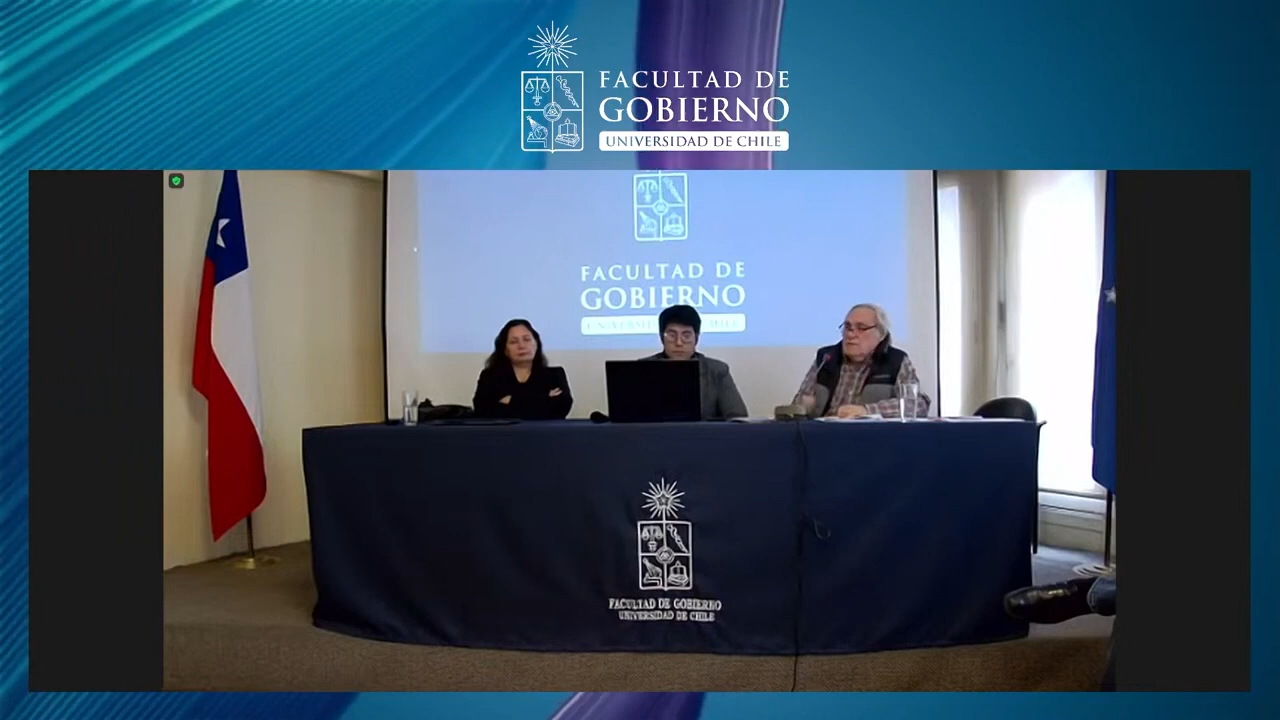 FACULTAD DE
GOBIERNO
UNIVERSIDAD DE CHILE
FACULTAD DE
GOBIERNO
FACULTAD DE GOBIERNO
UNIVERSIDAD DE CHILE